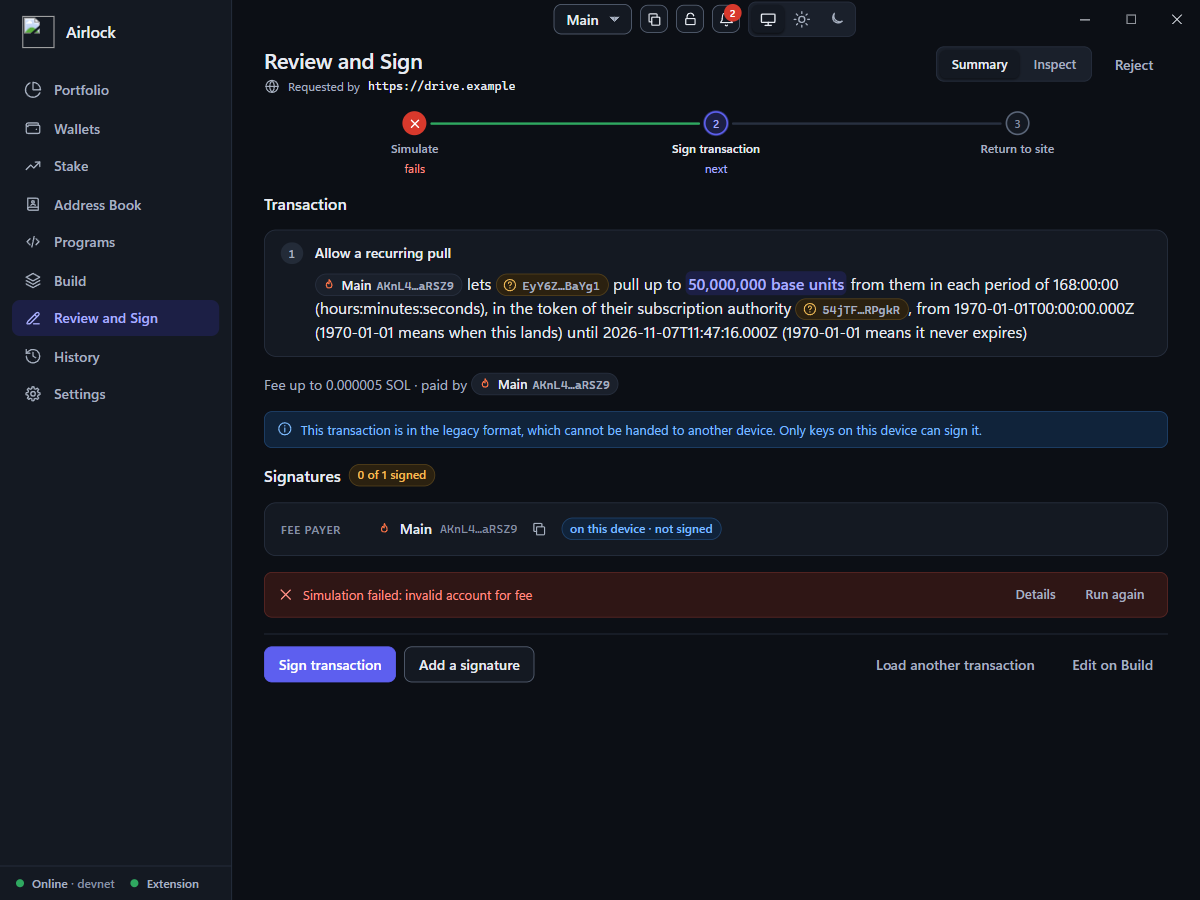 Airlock
Main
2
Portfolio
Wallets
Stake
Address Book
Programs
Build
Review and Sign
History
Settings
Online · devnet
Extension
Review and Sign
Requested by https://drive.example
Summary
Inspect
Reject
2
3
Simulate
Sign transaction
Return to site
fails
next
Transaction
1
Allow a recurring pull
Main AKnL4…aRSZ9 lets EyY6Z…BaYg1 pull up to 50,000,000 base units from them in each period of 168:00:00
(hours:minutes:seconds), in the token of their subscription authority 54jTF…RPgkR, from 1970-01-01T00:00:00.000Z
(1970-01-01 means when this lands) until 2026-11-07T11:47:16.000Z (1970-01-01 means it never expires)
Fee up to 0.000005 SOL · paid by Main AKnL4…aRSZ9
This transaction is in the legacy format, which cannot be handed to another device. Only keys on this device can sign it.
Signatures 0 of 1 signed
FEE PAYER Main AKnL4…aRSZ9 on this device · not signed
Simulation failed: invalid account for fee
Details
Run again
Sign transaction
Add a signature
Load another transaction
Edit on Build